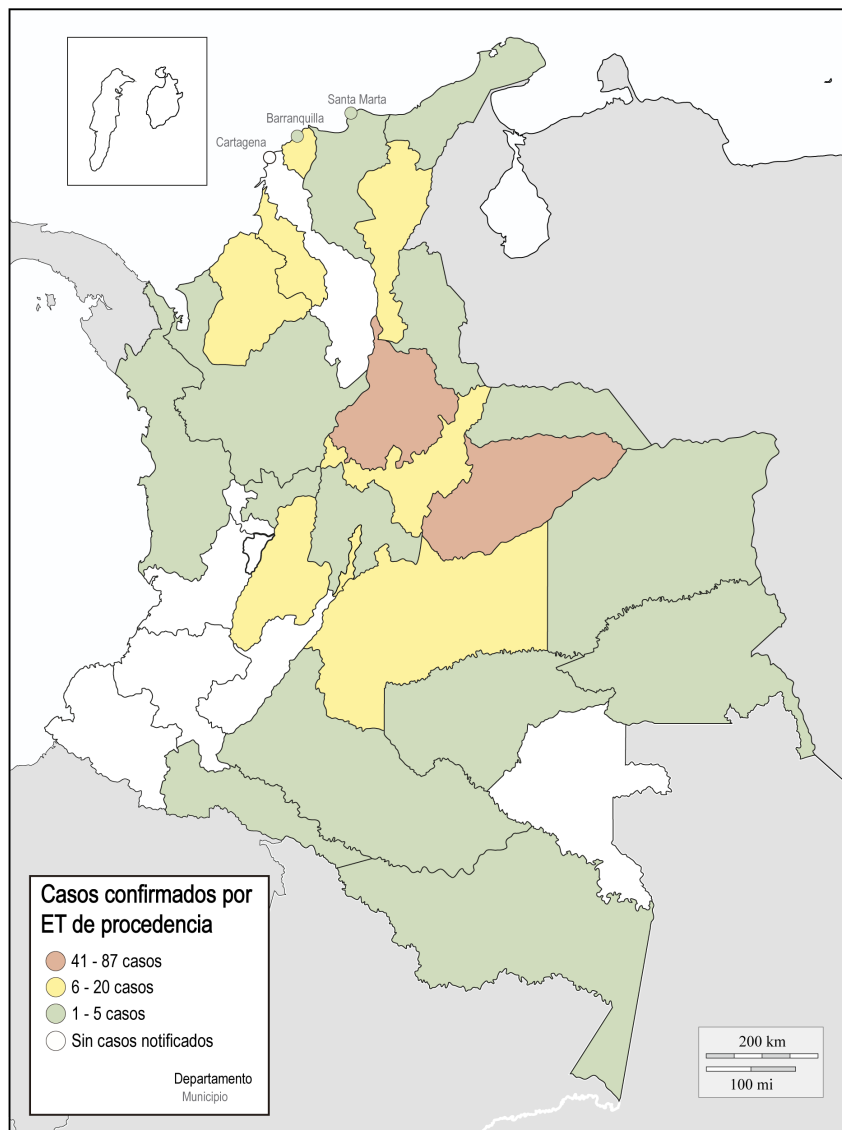 Santa Marta
Barranquilla
Cartagena
Casos confirmados por
ET de procedencia
41 - 87 casos
6 - 20 casos
1 - 5 casos
Sin casos notificados
Departamento
Municipio
200 km
100 mi